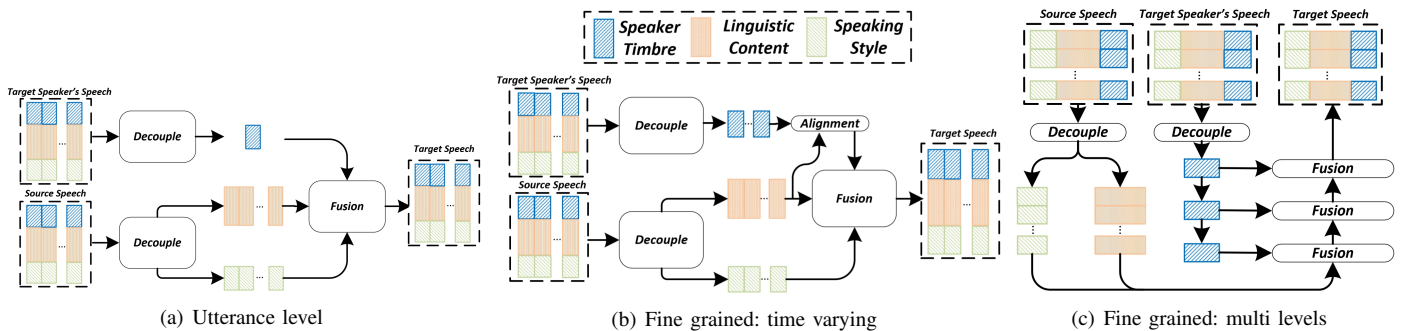 Speaker
Timbre
Linguistic
Content
Speaking
Style
Target Speaker's Speech
Decouple
...
Source Speech
...
Decouple
...
...
Fusion
Target Speech
...
(a) Utterance level
Target Speaker's Speech
...
Decouple
...
Alignment
Source Speech
...
Decouple
...
...
Fusion
Target Speech
...
(b) Fine grained: time varying
Source Speech
Target Speaker's Speech
Target Speech
...
...
...
Decouple
Decouple
...
...
Fusion
Fusion
Fusion
(c) Fine grained: multi levels